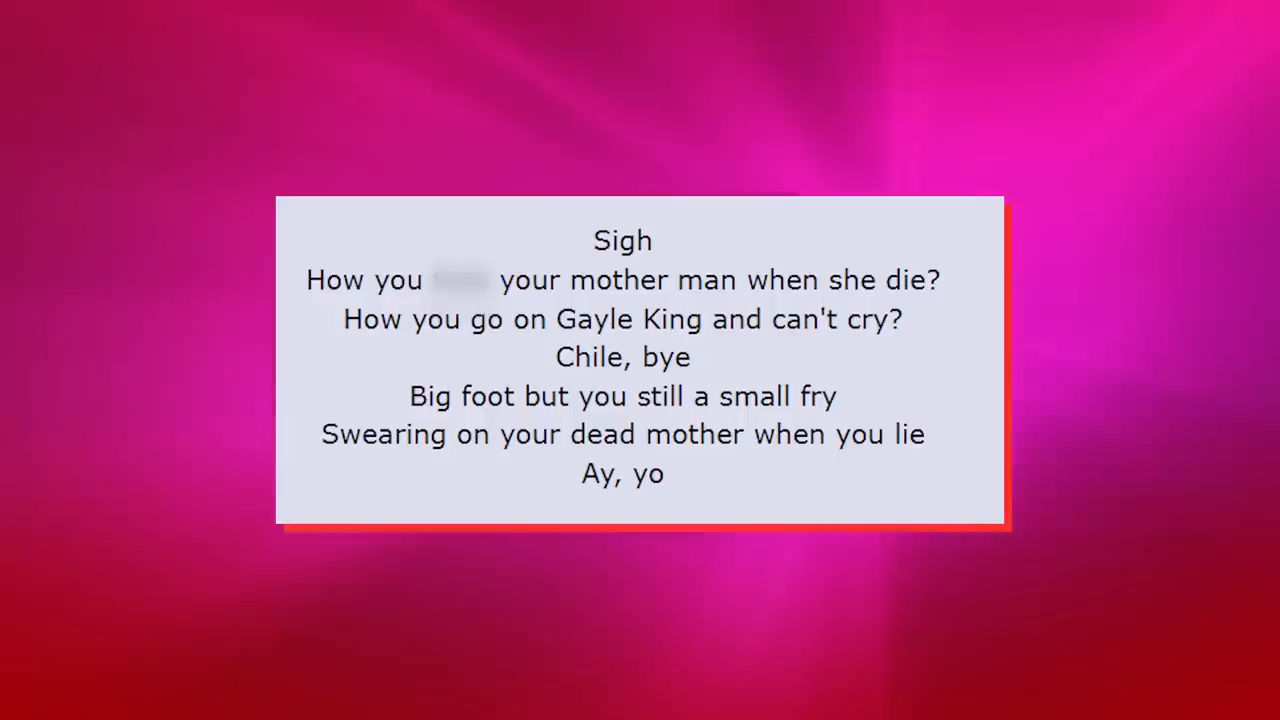 Sigh
How you your mother man when she die?
How you go on Gayle King and can't cry?
Chile, bye
Big foot but you still a small fry
Swearing on your dead mother when you lie
Ay, yo